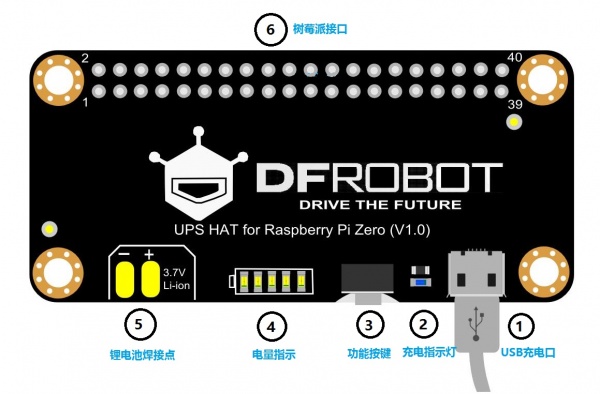 ⑥ 树莓派接口
2 40
1 39
DFROBOT
DRIVE THE FUTURE
UPS HAT for Raspberry Pi Zero (V1.0)
− +
3.7V
Li-ion
⑤ ④ ③ ② ①
锂电池焊接点 电量指示 功能按键 充电指示灯 USB充电口